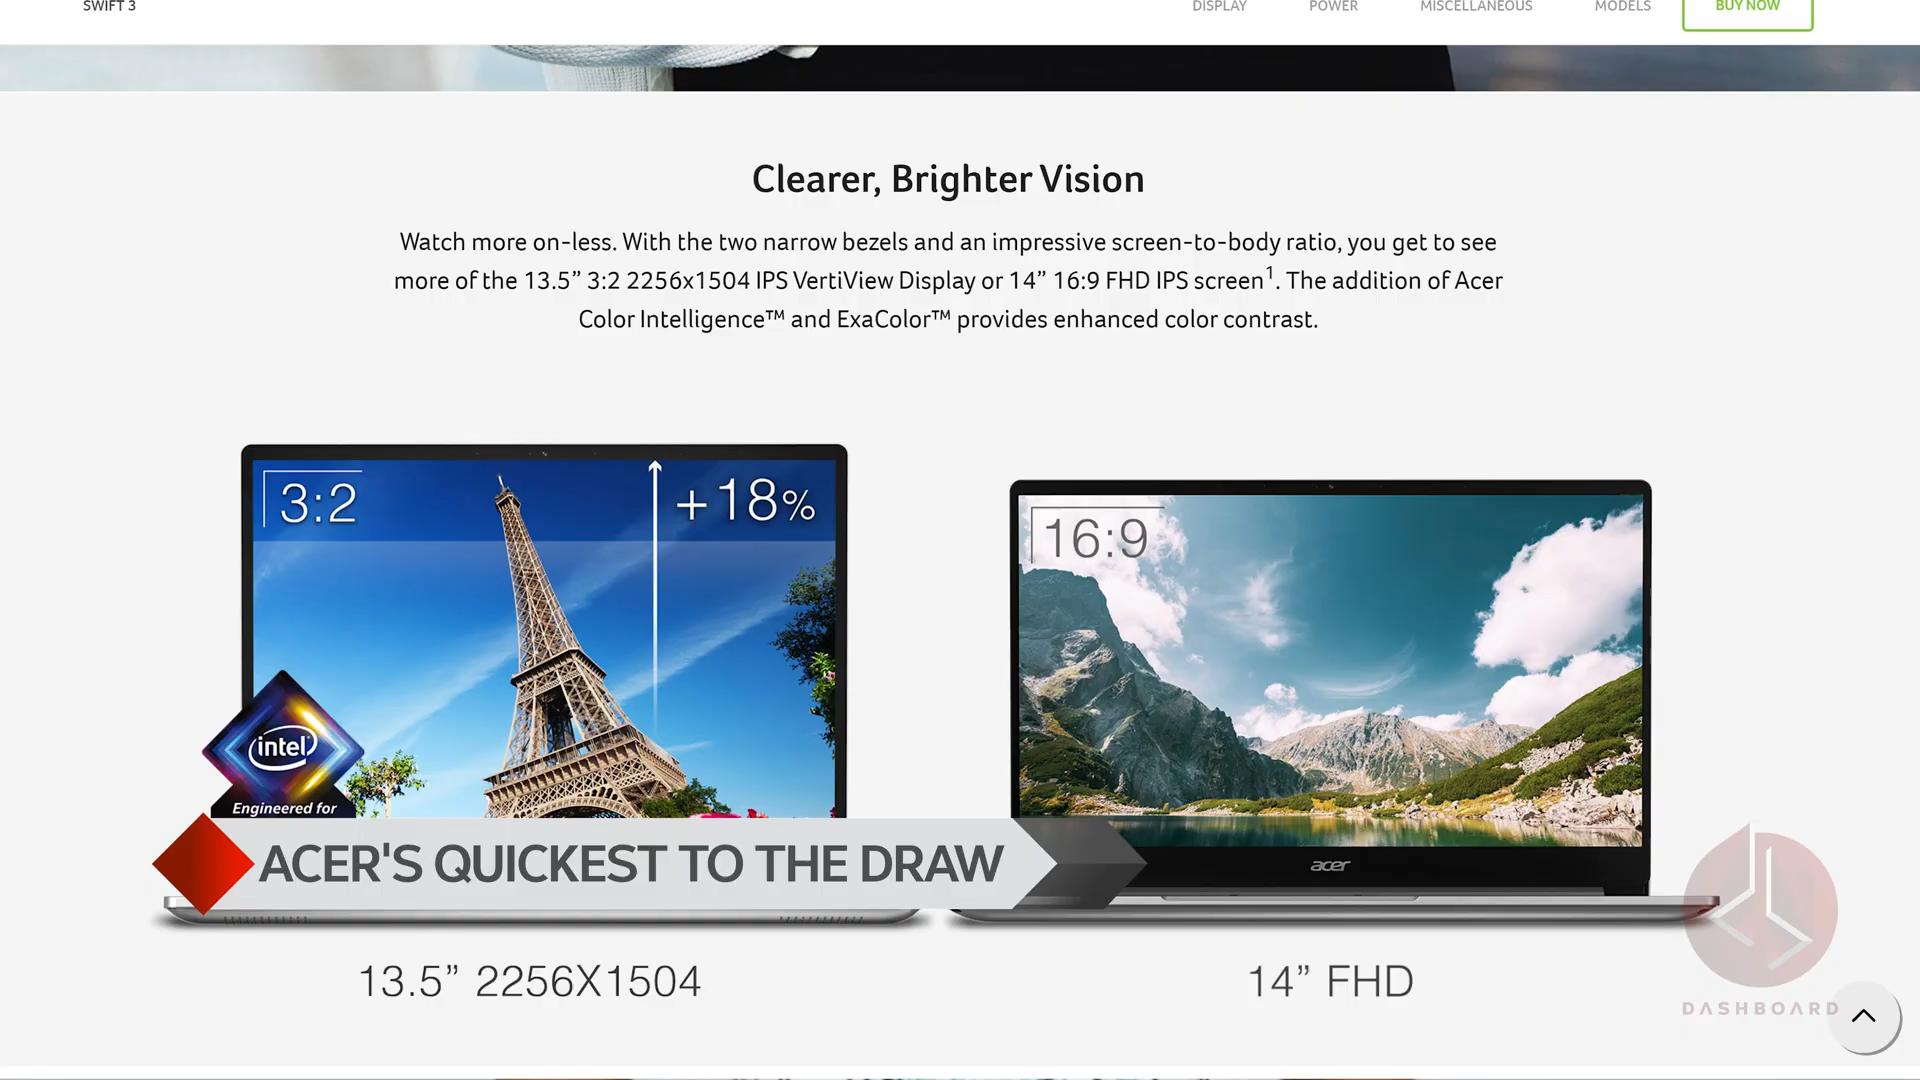 SWIFT 3
DISPLAY
POWER
MISCELLANEOUS
MODELS
BUY NOW
Clearer, Brighter Vision
Watch more on-less. With the two narrow bezels and an impressive screen-to-body ratio, you get to see
more of the 13.5” 3:2 2256x1504 IPS VertiView Display or 14” 16:9 FHD IPS screen¹. The addition of Acer
Color Intelligence™ and ExaColor™ provides enhanced color contrast.
3:2
+18%
16:9
intel
Engineered for
ACER'S QUICKEST TO THE DRAW
acer
13.5” 2256X1504
14” FHD
DASHBOARD